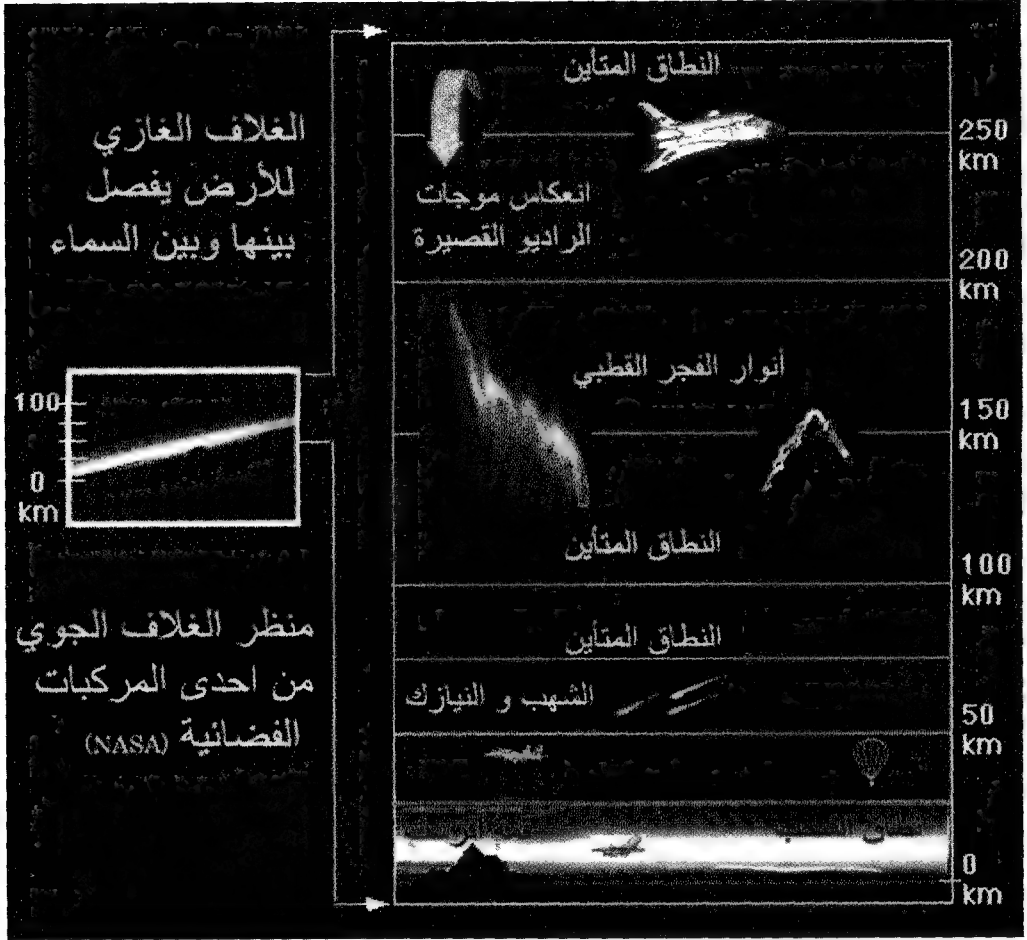 النطاق المتأين
الغلاف الغازي
للأرض يفصل
بينها وبين السماء
250
km
انعكاس موجات
الراديو القصيرة
200
km
أنوار الفجر القطبي
150
km
100
0
km
النطاق المتأين
100
km
منظر الغلاف الجوي
من احدى المركبات
الفضائية (NASA)
النطاق المتأين
الشهب و النيازك
50
km
0
km